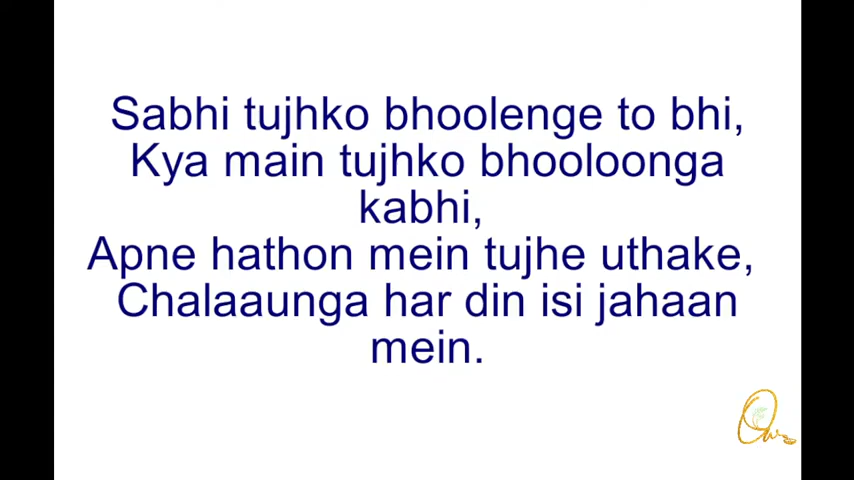 Sabhi tujhko bhoolenge to bhi,
Kya main tujhko bhooloonga
kabhi,
Apne hathon mein tujhe uthake,
Chalaaunga har din isi jahaan
mein.